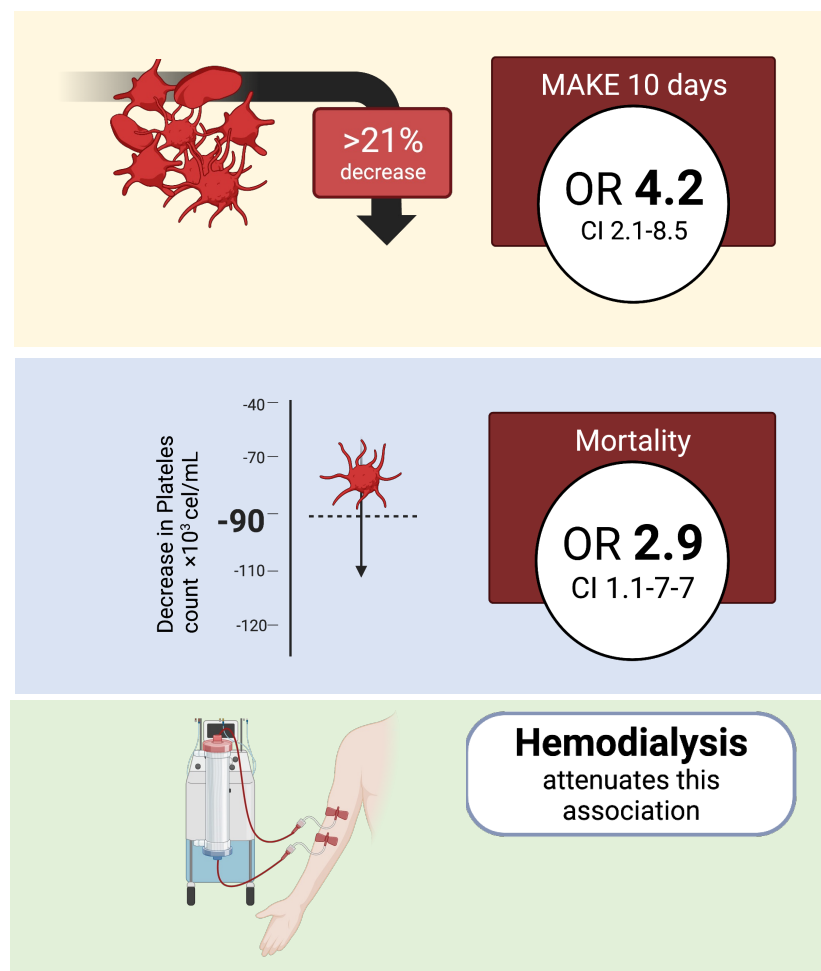 >21%
decrease
MAKE 10 days
OR 4.2
CI 2.1-8.5
Decrease in Plateles
count ×10³ cel/mL
-40
-70
-90
-110
-120
Mortality
OR 2.9
CI 1.1-7-7
Hemodialysis
attenuates this
association